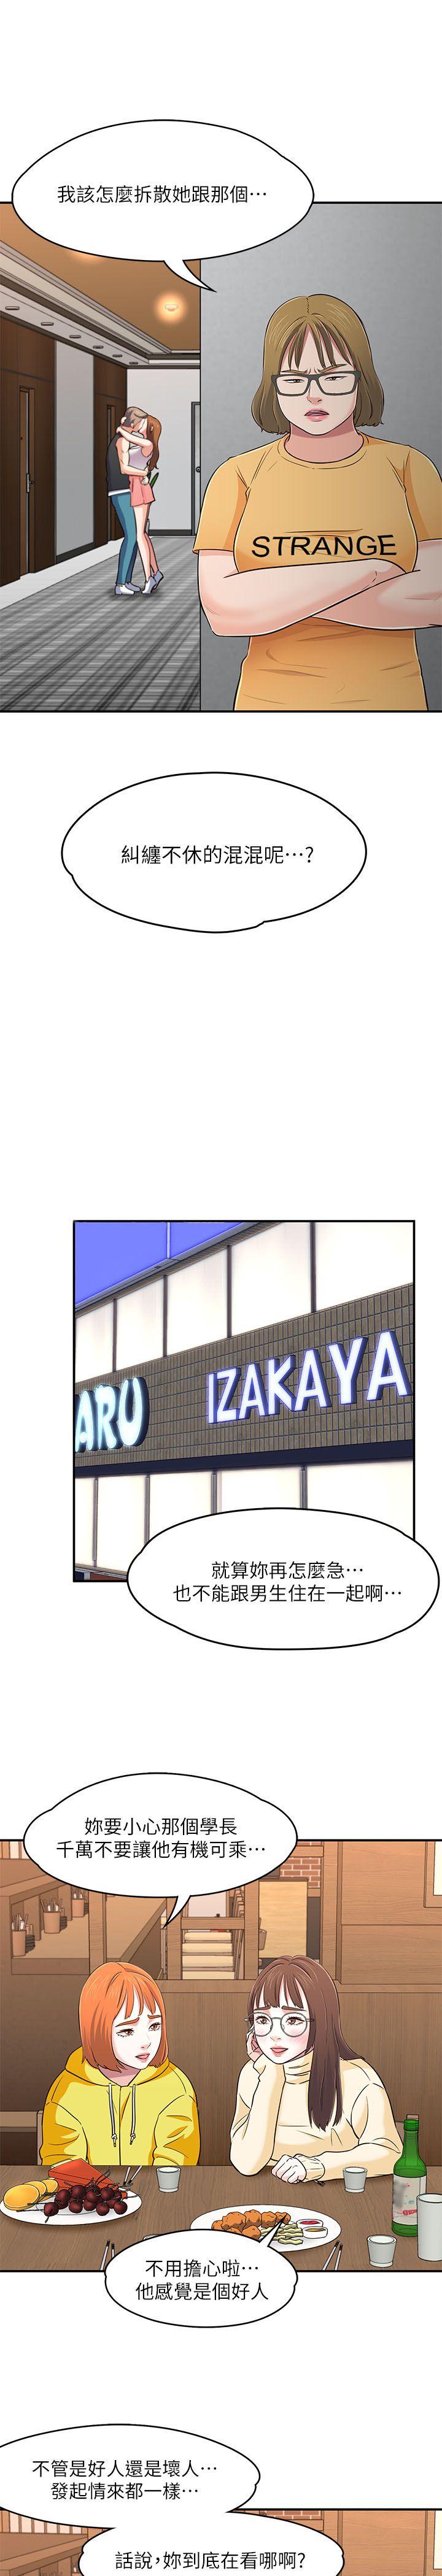 我該怎麼拆散她跟那個⋯
STRANGE
糾纏不休的混混呢⋯?
ARU IZAKAYA
就算妳再怎麼急⋯
也不能跟男生住在一起啊⋯
妳要小心那個學長
千萬不要讓他有機可乘⋯
不用擔心啦⋯
他感覺是個好人
不管是好人還是壞人⋯
發起情來都一樣⋯
話說,妳到底在看哪啊?